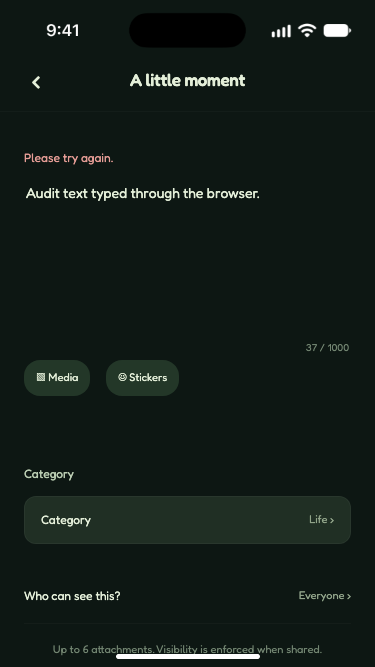 9:41
A little moment
Please try again.
Audit text typed through the browser.
37 / 1000
Media
Stickers
Category
Category
Life ›
Who can see this?
Everyone ›
Up to 6 attachments. Visibility is enforced when shared.